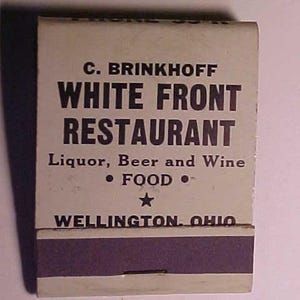 C. BRINKHOFF
WHITE FRONT
RESTAURANT
Liquor, Beer and Wine
• FOOD •
★
WELLINGTON, OHIO